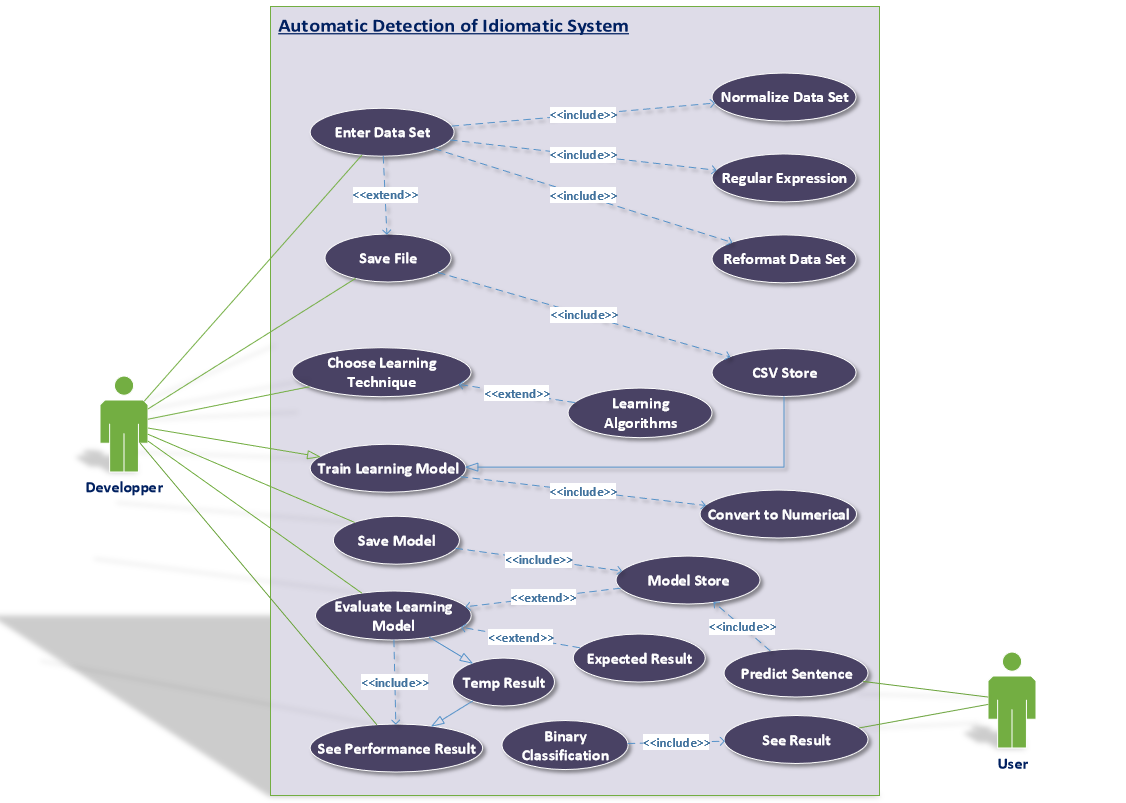 Automatic Detection of Idiomatic System
Normalize Data Set
<<include>>
Enter Data Set
<<include>>
Regular Expression
<<extend>>
<<include>>
Save File
Reformat Data Set
<<include>>
Choose Learning
Technique
CSV Store
<<extend>>
Learning
Algorithms
Train Learning Model
Developper
<<include>>
Convert to Numerical
Save Model
<<include>>
Model Store
<<extend>>
Evaluate Learning
Model
<<include>>
<<extend>>
Expected Result
Predict Sentence
<<include>>
Temp Result
See Performance Result
Binary
Classification
<<include>>
See Result
User